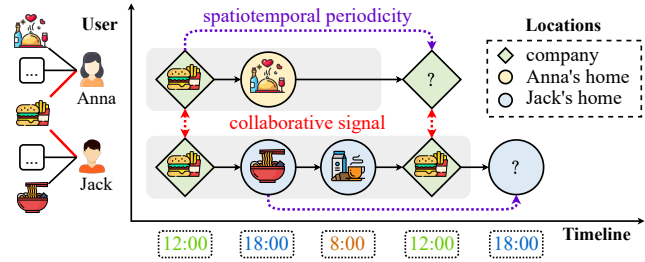 User
spatiotemporal periodicity
Locations
company
Anna's home
Jack's home
...
Anna
?
collaborative signal
...
Jack
?
Timeline
12:00
18:00
8:00
12:00
18:00